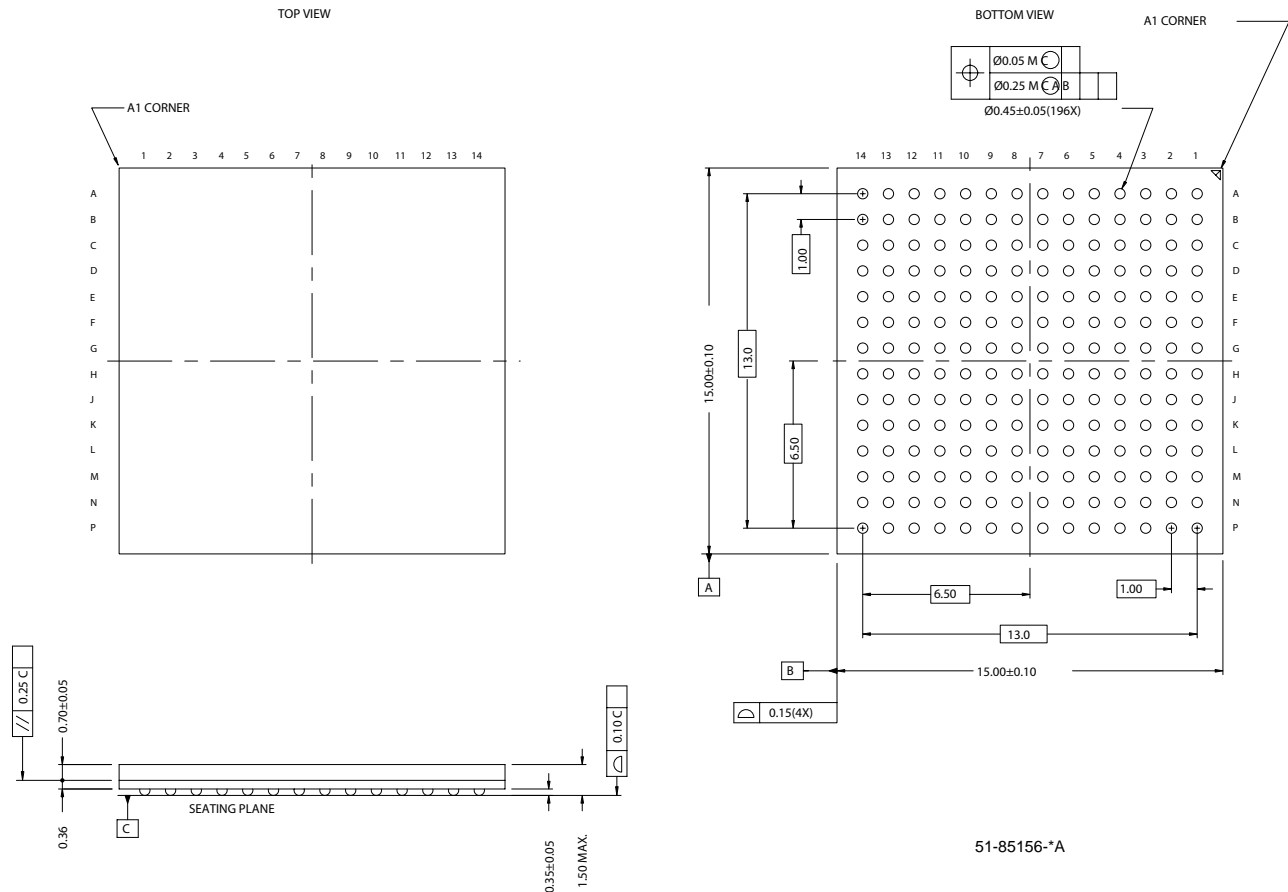 TOP VIEW
A1 CORNER
1 2 3 4 5 6 7 8 9 10 11 12 13 14
A
B
C
D
E
F
G
H
J
K
L
M
N
P
BOTTOM VIEW
A1 CORNER
Ø0.05 M C
Ø0.25 M C A B
Ø0.45±0.05(196X)
14 13 12 11 10 9 8 7 6 5 4 3 2 1
A
B
C
D
E
F
G
H
J
K
L
M
N
P
1.00
13.0
15.00±0.10
6.50
A
6.50
1.00
13.0
B
15.00±0.10
0.15(4X)
// 0.25 C
0.70±0.05
0.36
C
SEATING PLANE
0.35±0.05
1.50 MAX.
0.10 C
51-85156-*A